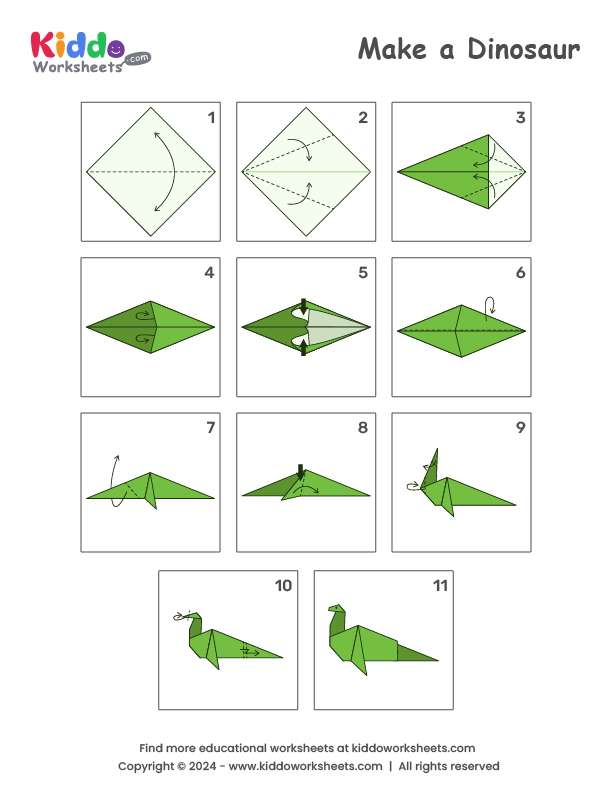 Kiddo
Worksheets
.com
Make a Dinosaur
1
2
3
4
5
6
7
8
9
10
11
Find more educational worksheets at kiddoworksheets.com
Copyright © 2024 - www.kiddoworksheets.com | All rights reserved